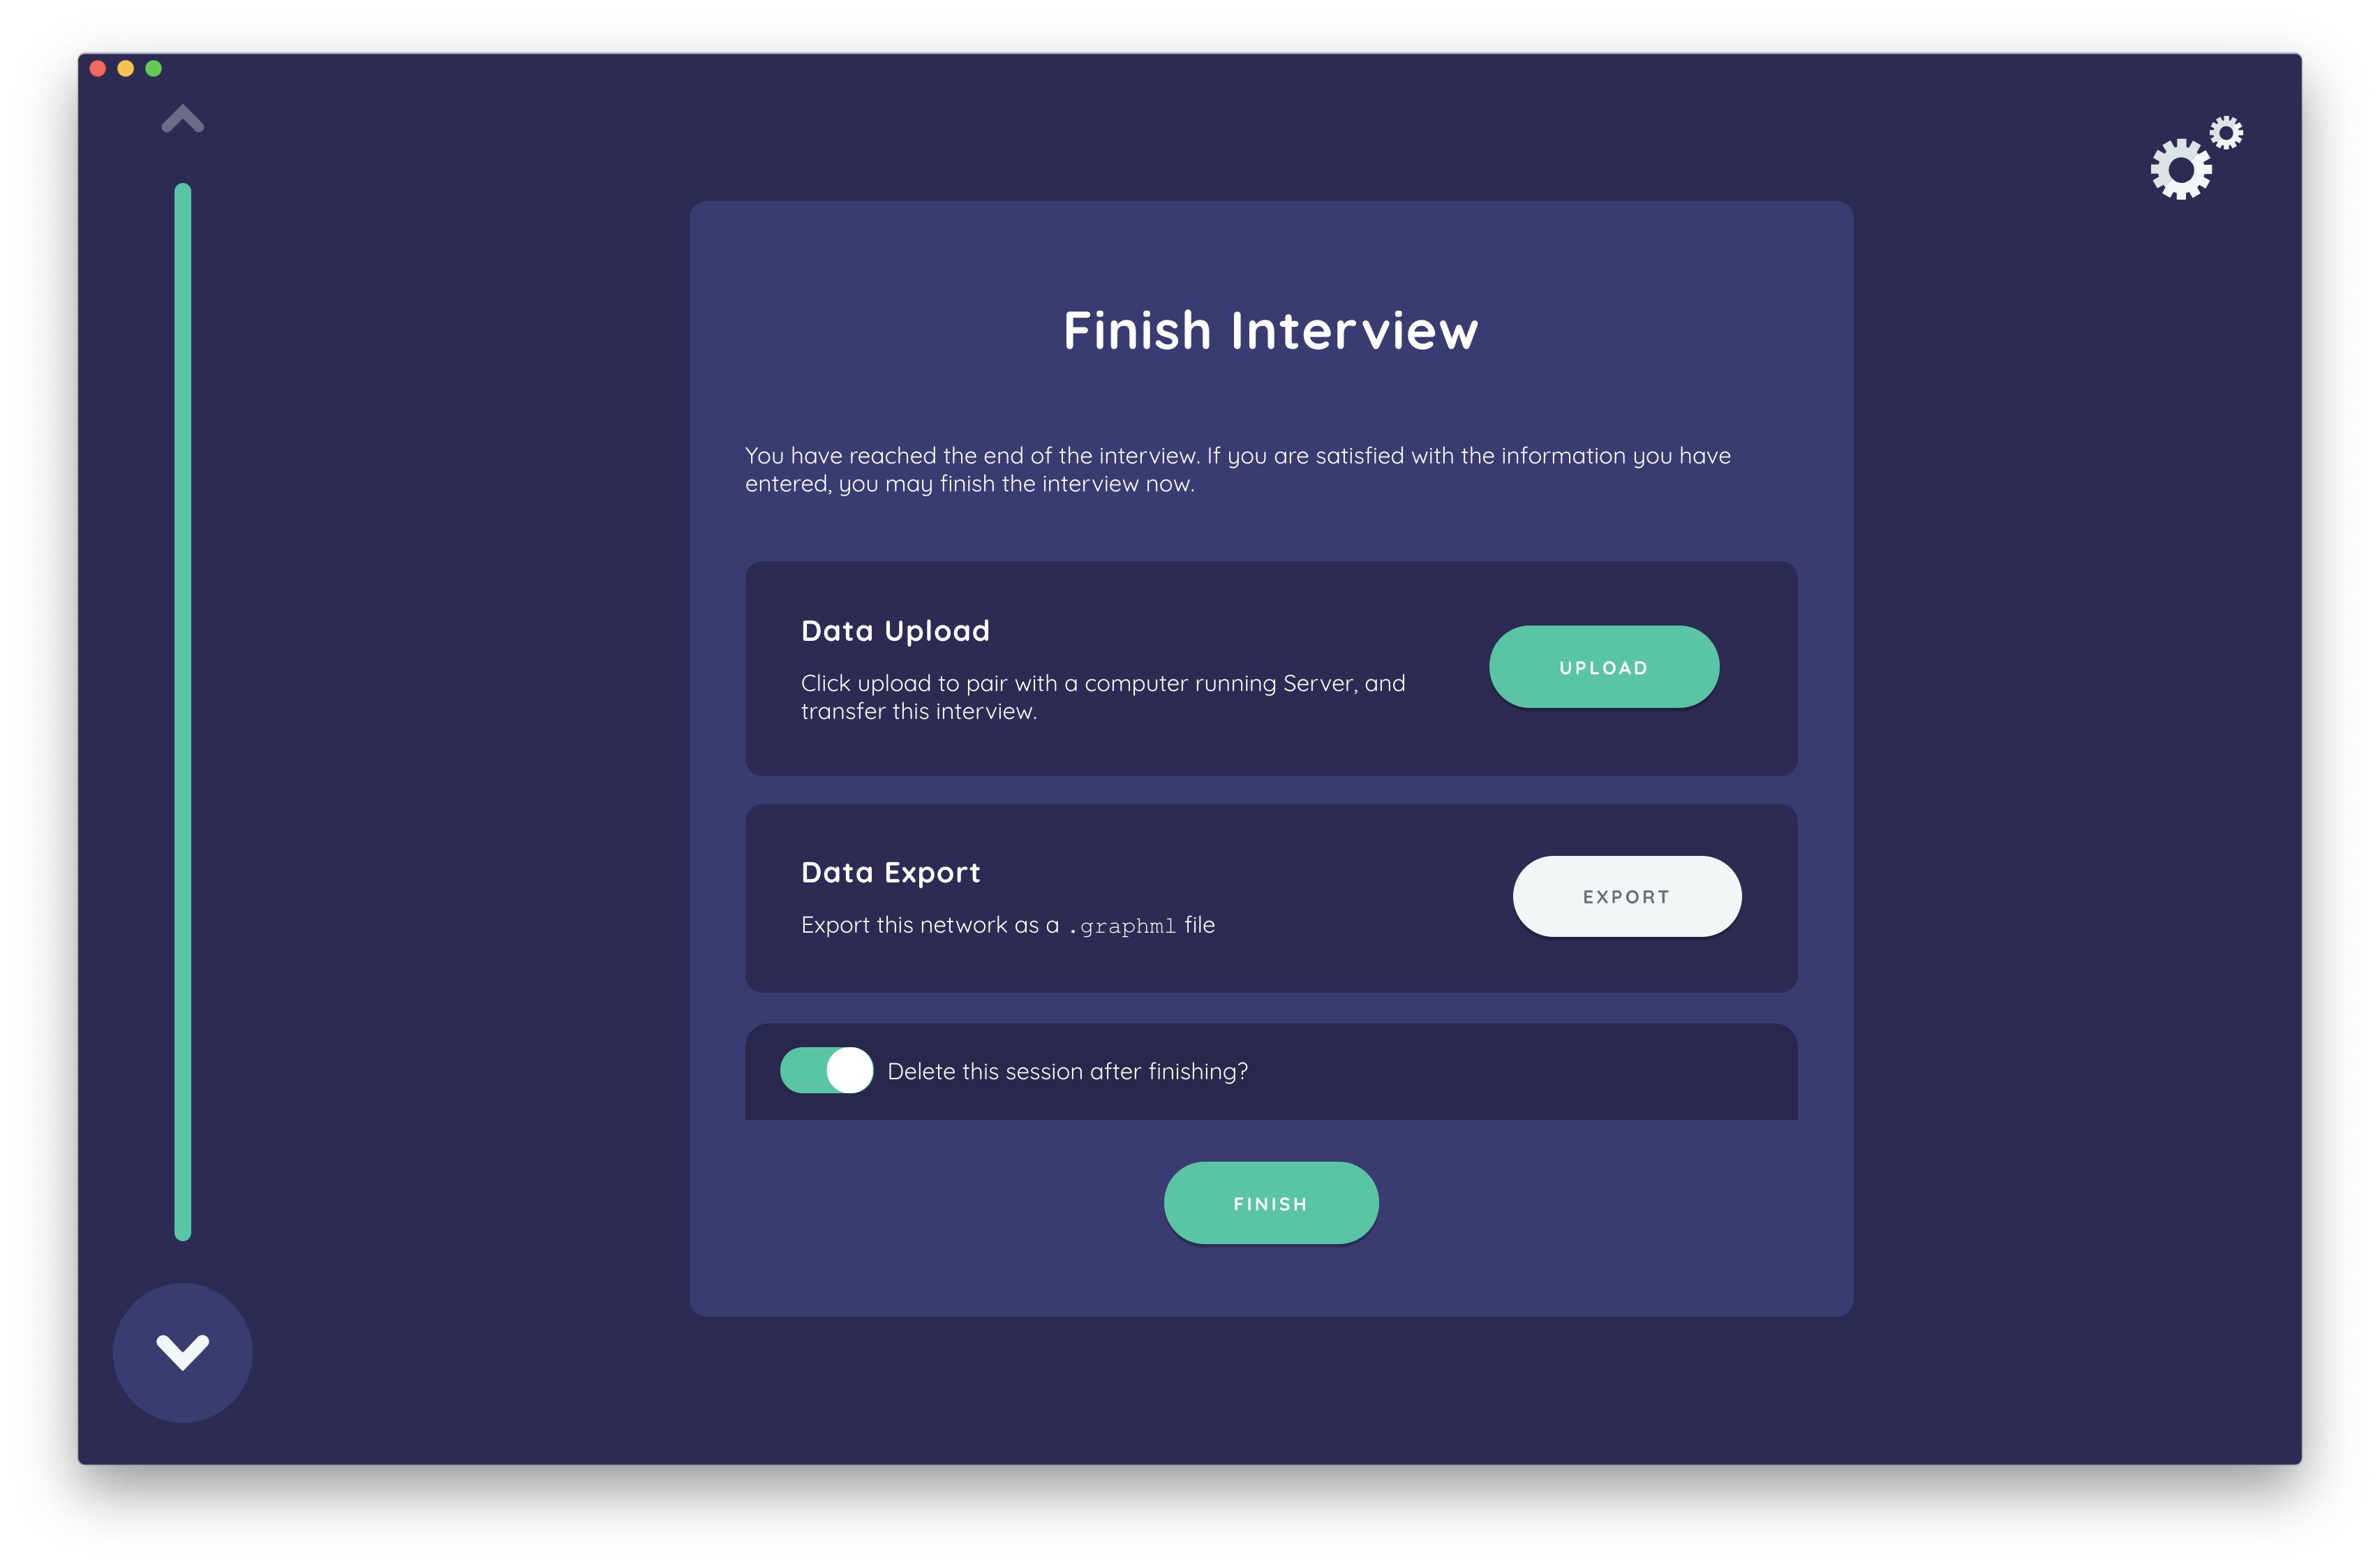 Finish Interview
You have reached the end of the interview. If you are satisfied with the information you have
entered, you may finish the interview now.
Data Upload
Click upload to pair with a computer running Server, and
transfer this interview.
UPLOAD
Data Export
Export this network as a .graphml file
EXPORT
Delete this session after finishing?
FINISH